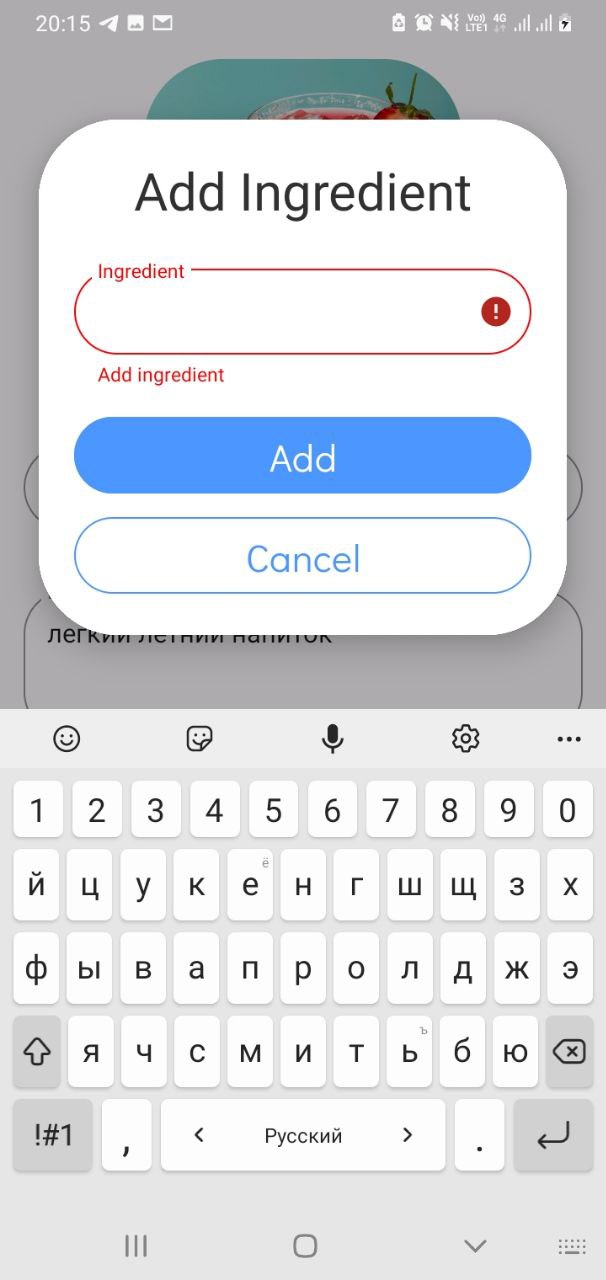 20:15 Vo)) LTE1 4G
Add Ingredient
Ingredient
Add ingredient
Add
Cancel
легкий летний напиток
1 2 3 4 5 6 7 8 9 0
й ц у к е ё н г ш щ з х
ф ы в а п р о л д ж э
я ч с м и т ь ъ б ю
!#1 , < Русский > .